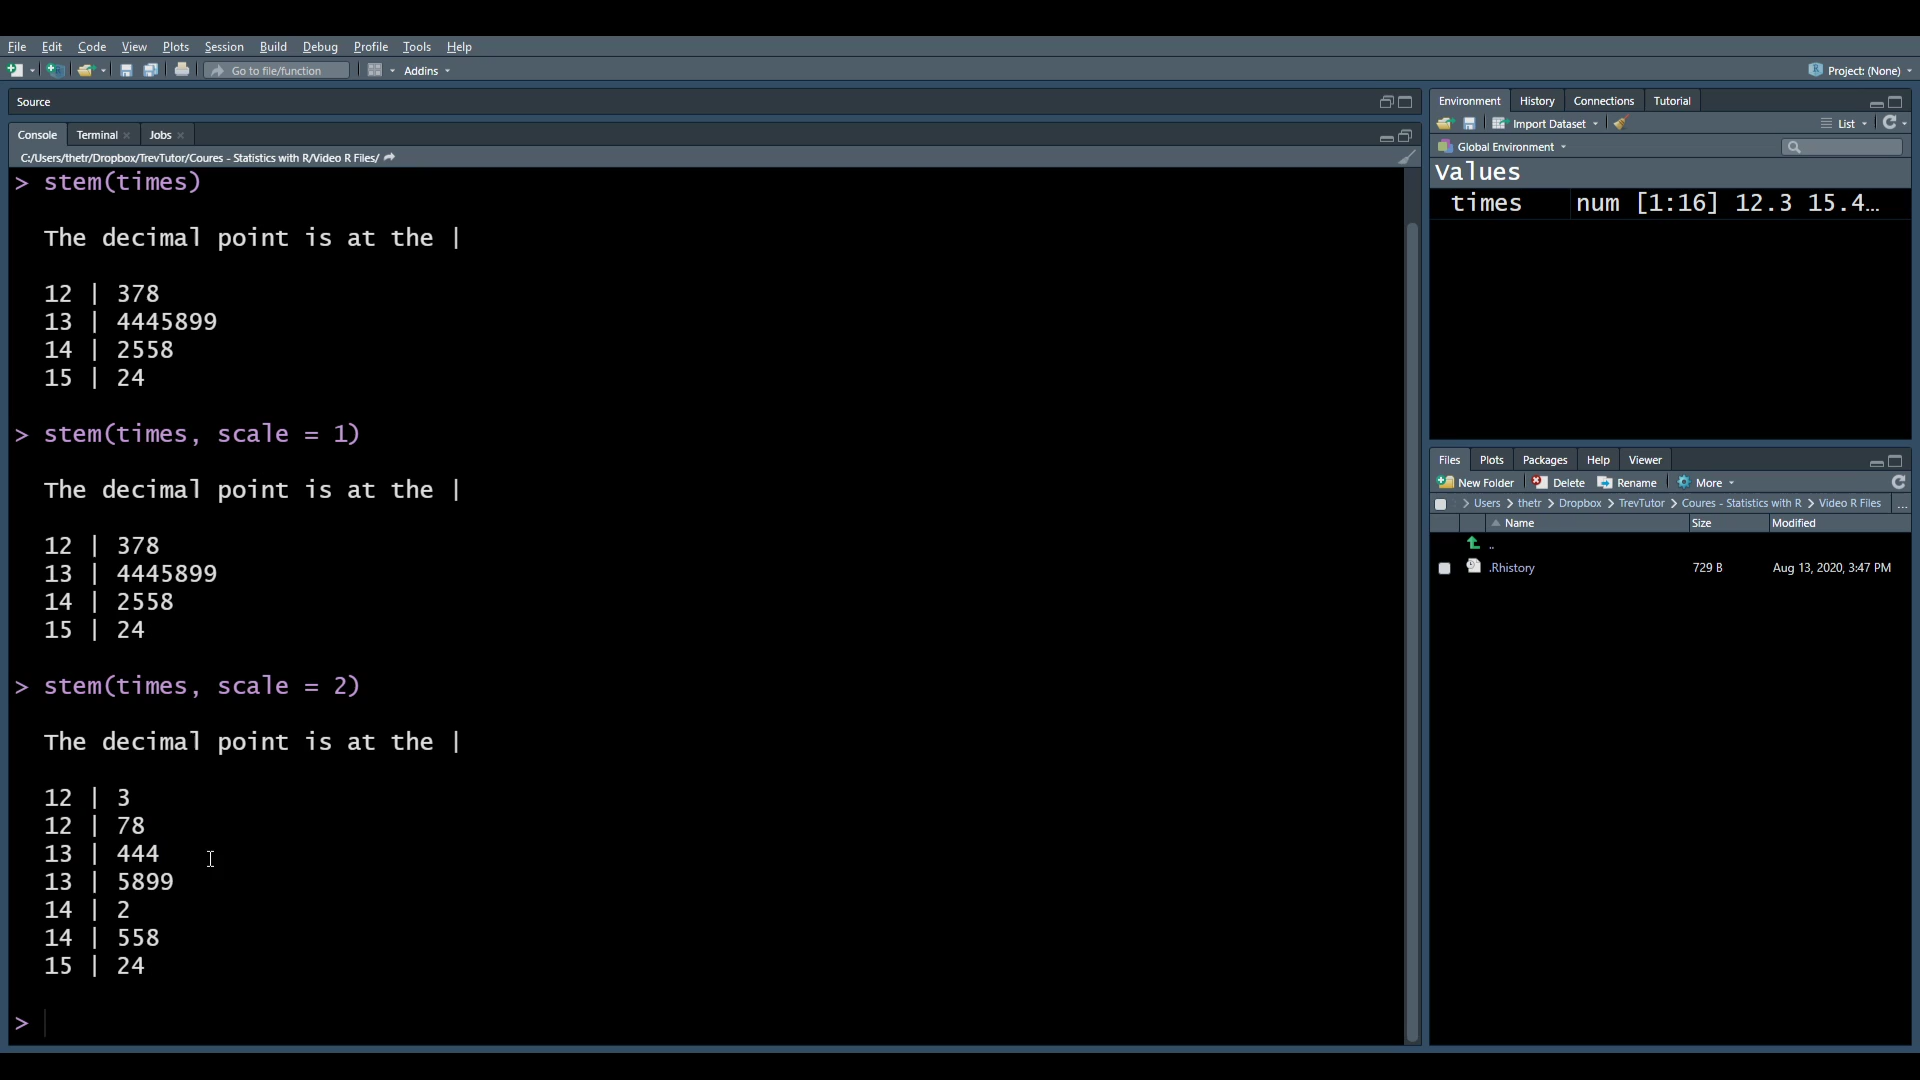 File Edit Code View Plots Session Build Debug Profile Tools Help
Go to file/function Addins Project: (None)
Source
Console Terminal Jobs
C:/Users/thetr/Dropbox/TrevTutor/Coures - Statistics with R/Video R Files/
> stem(times)
The decimal point is at the |
12 | 378
13 | 4445899
14 | 2558
15 | 24
> stem(times, scale = 1)
The decimal point is at the |
12 | 378
13 | 4445899
14 | 2558
15 | 24
> stem(times, scale = 2)
The decimal point is at the |
12 | 3
12 | 78
13 | 444
13 | 5899
14 | 2
14 | 558
15 | 24
>
Environment History Connections Tutorial
Import Dataset List
Global Environment
Values
times num [1:16] 12.3 15.4…
Files Plots Packages Help Viewer
New Folder Delete Rename More
> Users > thetr > Dropbox > TrevTutor > Coures - Statistics with R > Video R Files ...
Name Size Modified
..
.Rhistory 729 B Aug 13, 2020, 3:47 PM